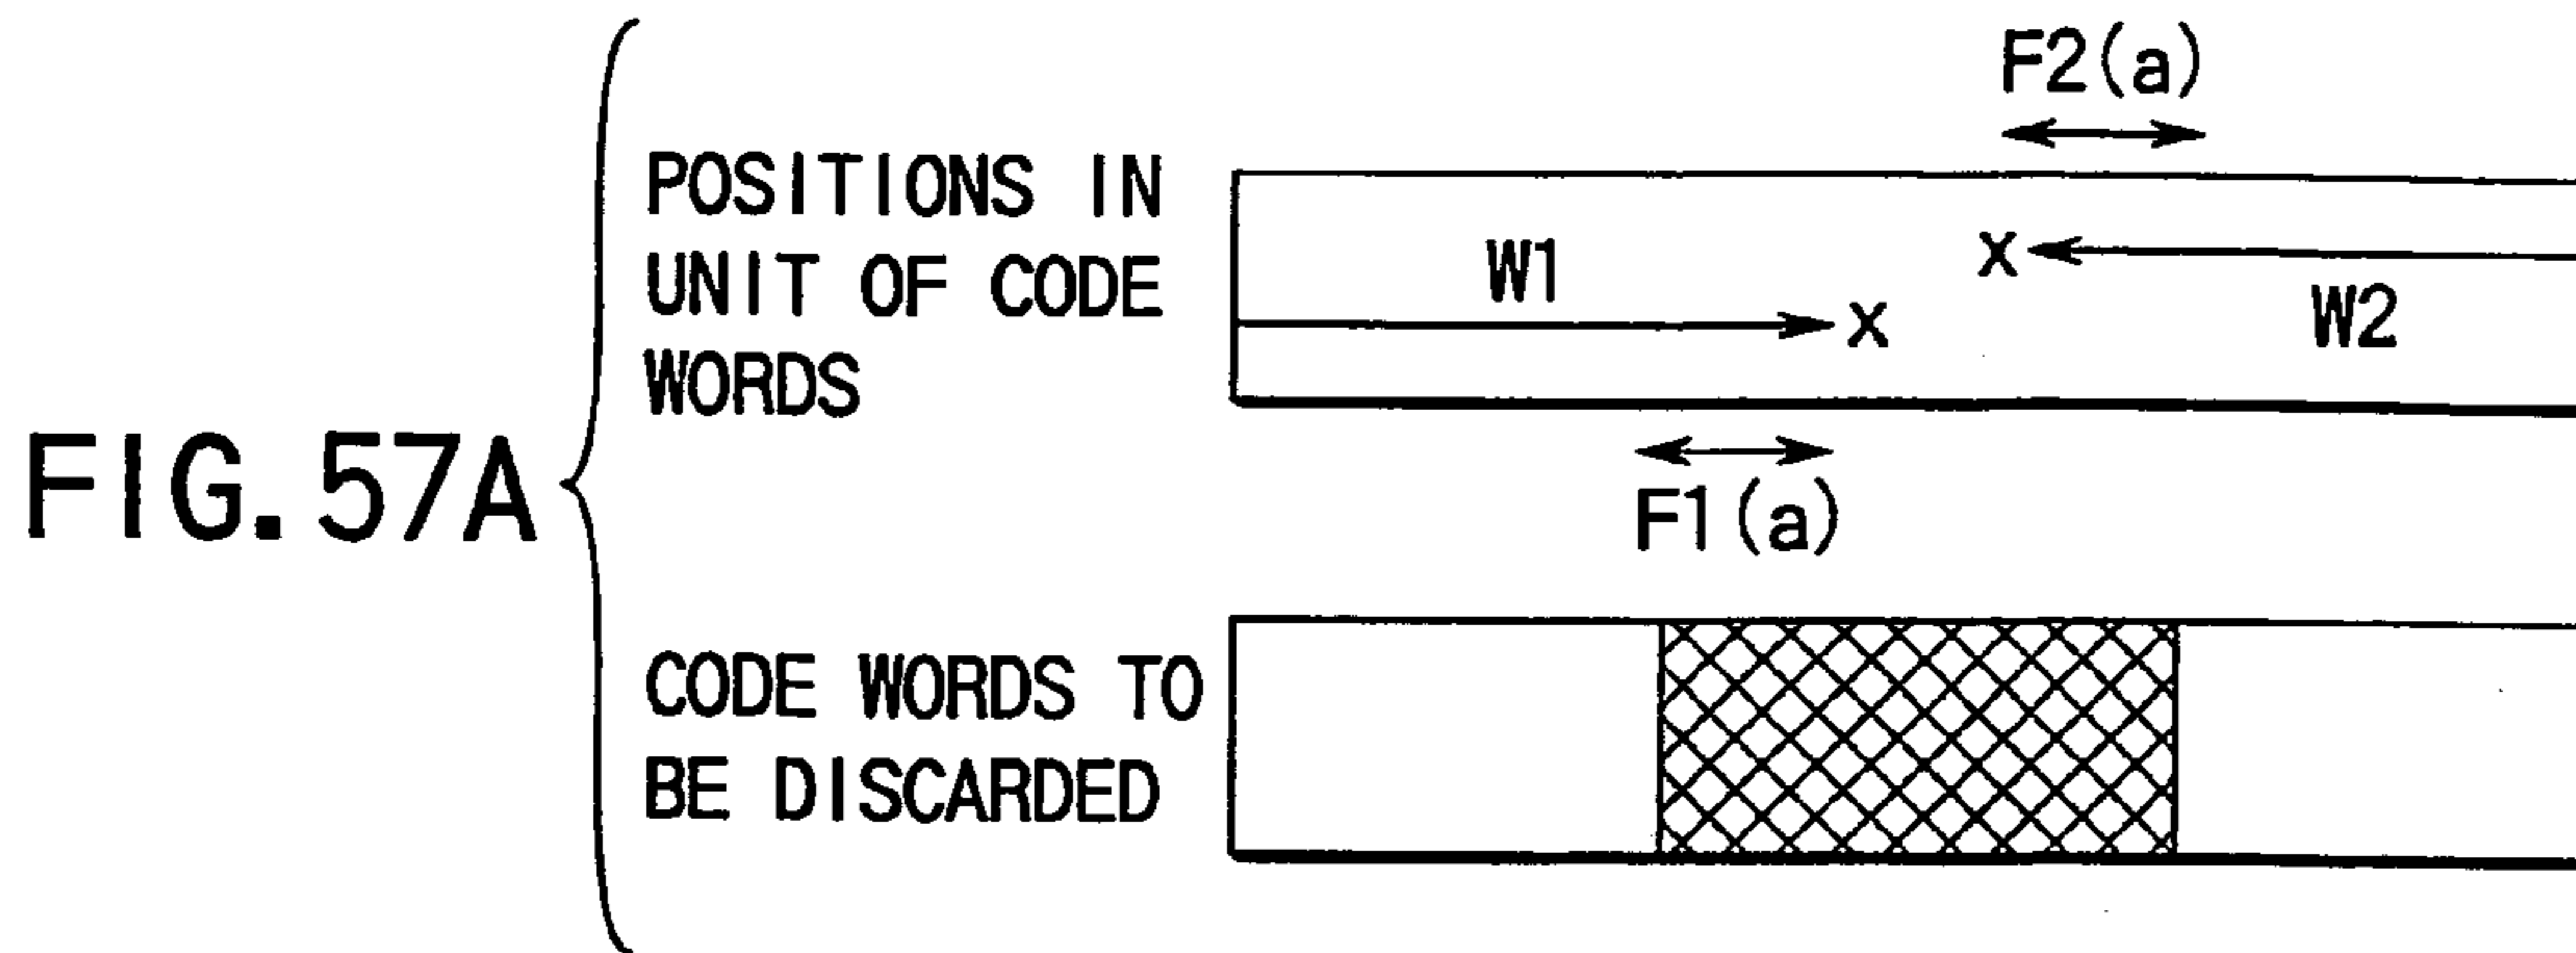 FIG. 57A
POSITIONS IN
UNIT OF CODE
WORDS
F2(a)
W1
x
x
W2
F1(a)
CODE WORDS TO
BE DISCARDED